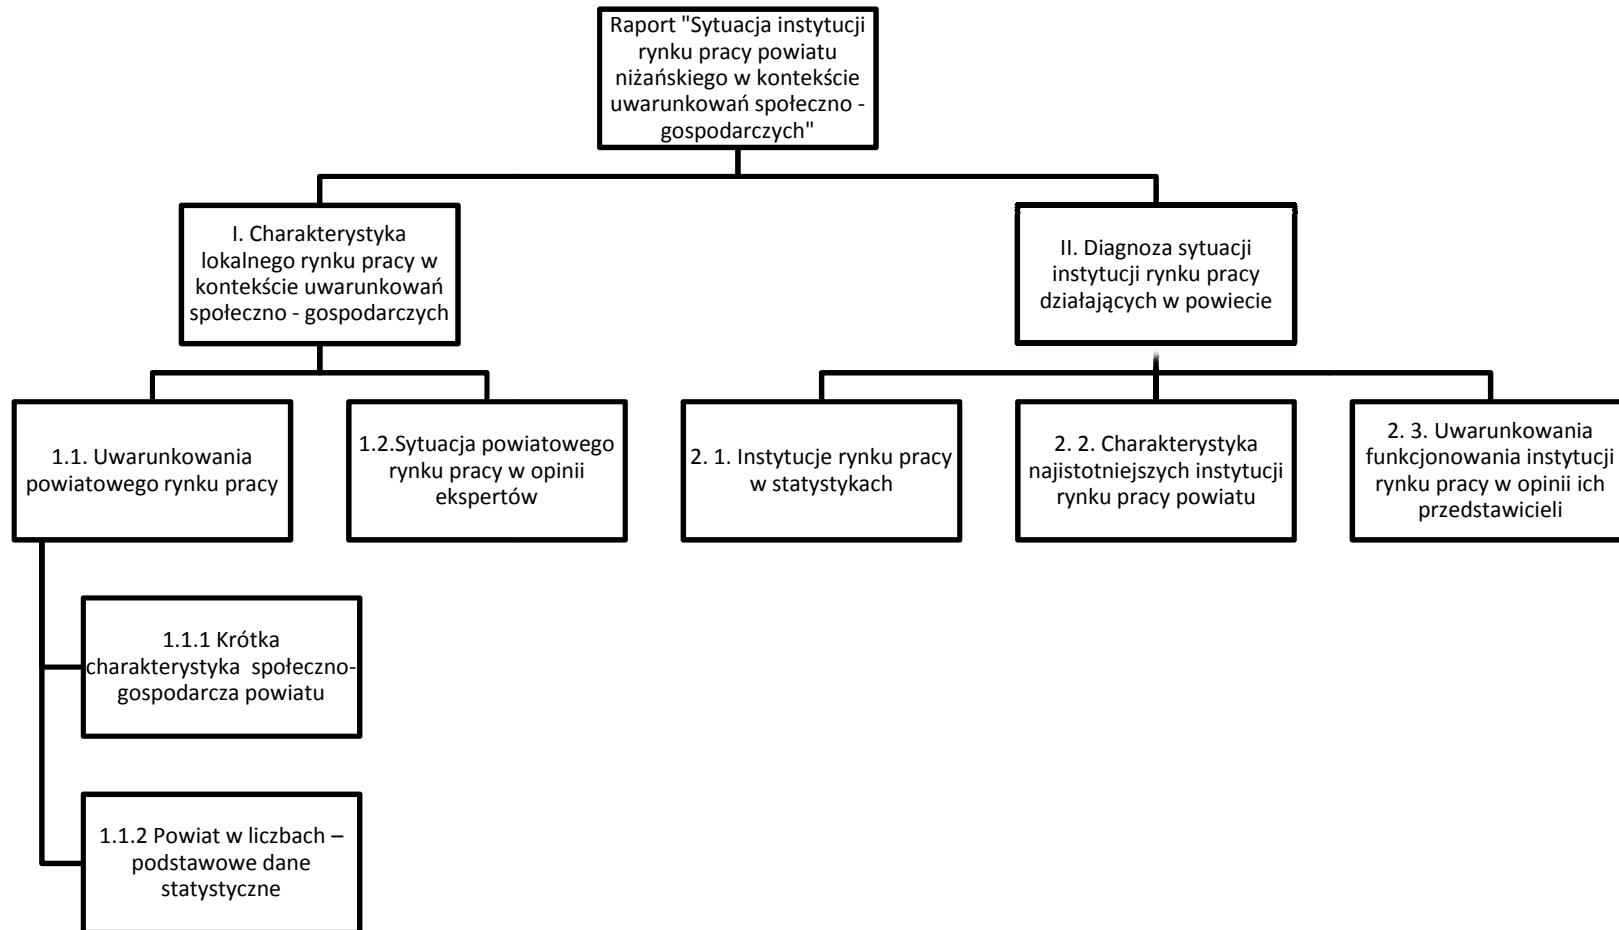 Raport "Sytuacja instytucji
rynku pracy powiatu
niżańskiego w kontekście
uwarunkowań społeczno -
gospodarczych"
I. Charakterystyka
lokalnego rynku pracy w
kontekście uwarunkowań
społeczno - gospodarczych
II. Diagnoza sytuacji
instytucji rynku pracy
działających w powiecie
1.1. Uwarunkowania
powiatowego rynku pracy
1.2.Sytuacja powiatowego
rynku pracy w opinii
ekspertów
2. 1. Instytucje rynku pracy
w statystykach
2. 2. Charakterystyka
najistotniejszych instytucji
rynku pracy powiatu
2. 3. Uwarunkowania
funkcjonowania instytucji
rynku pracy w opinii ich
przedstawicieli
1.1.1 Krótka
charakterystyka  społeczno-
gospodarcza powiatu
1.1.2 Powiat w liczbach –
podstawowe dane
statystyczne